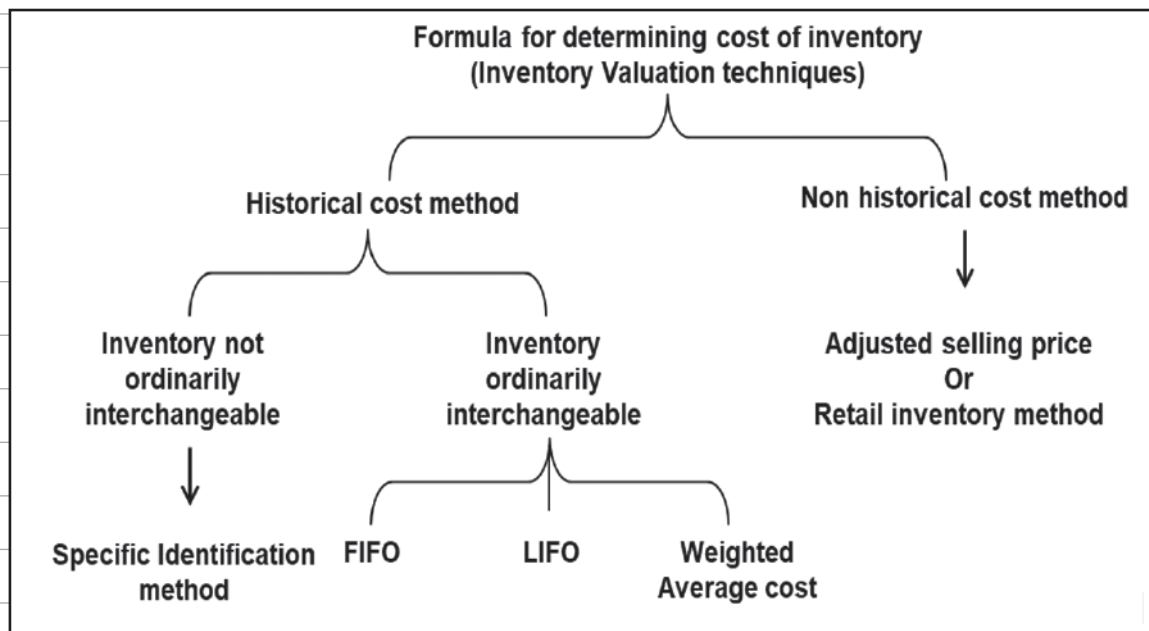 Formula for determining cost of inventory
(Inventory Valuation techniques)
Historical cost method
Non historical cost method
Inventory not
ordinarily
interchangeable
Inventory
ordinarily
interchangeable
Adjusted selling price
Or
Retail inventory method
Specific Identification
method
FIFO
LIFO
Weighted
Average cost